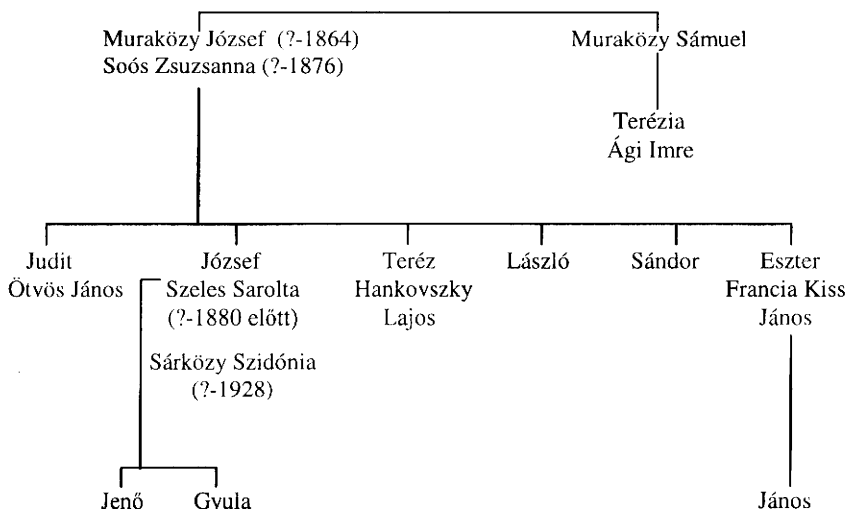 Muraközy József (?-1864)
Soós Zsuzsanna (?-1876)
Muraközy Sámuel
Terézia
Ági Imre
Judit
Ötvös János
József
Szeles Sarolta
(?-1880 előtt)
Sárközy Szidónia
(?-1928)
Teréz
Hankovszky
Lajos
László
Sándor
Eszter
Francia Kiss
János
Jenő
Gyula
János